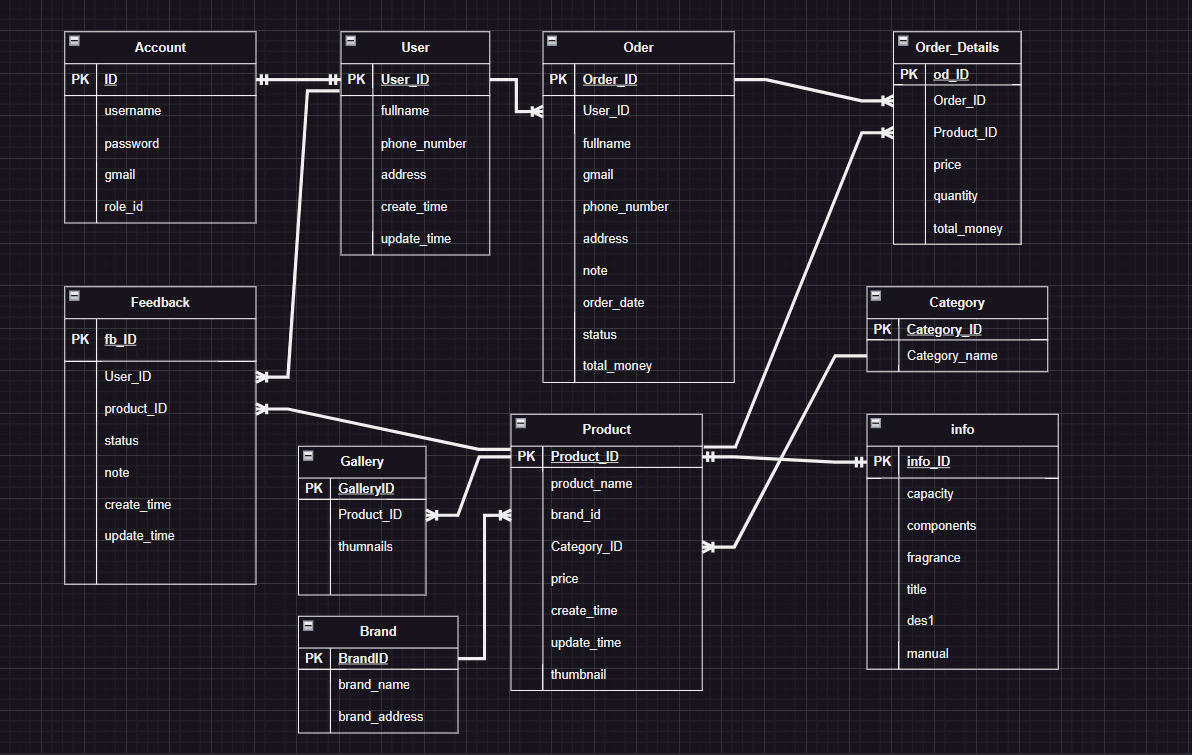 Account
PK ID
username
password
gmail
role_id
User
PK User_ID
fullname
phone_number
address
create_time
update_time
Oder
PK Order_ID
User_ID
fullname
gmail
phone_number
address
note
order_date
status
total_money
Order_Details
PK od_ID
Order_ID
Product_ID
price
quantity
total_money
Feedback
PK fb_ID
User_ID
product_ID
status
note
create_time
update_time
Category
PK Category_ID
Category_name
Gallery
PK GalleryID
Product_ID
thumnails
Product
PK Product_ID
product_name
brand_id
Category_ID
price
create_time
update_time
thumbnail
info
PK info_ID
capacity
components
fragrance
title
des1
manual
Brand
PK BrandID
brand_name
brand_address